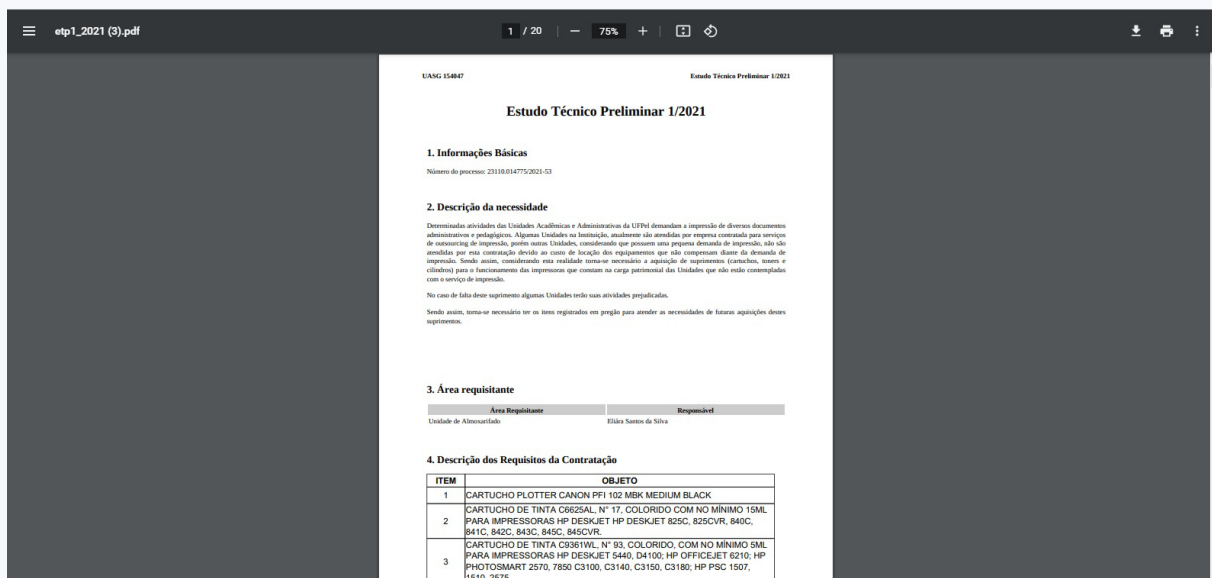 etp1_2021 (3).pdf
1 / 20
75%
UASG 154047
Estudo Técnico Preliminar 1/2021
Estudo Técnico Preliminar 1/2021
1. Informações Básicas
Número do processo: 23110.014775/2021-53
2. Descrição da necessidade
Determinadas atividades das Unidades Acadêmicas e Administrativas da UFPel demandam a impressão de diversos documentos
administrativos e pedagógicos. Algumas Unidades na Instituição, atualmente são atendidas por empresa contratada para serviços
de outsourcing de impressão, porém outras Unidades, considerando que possuem uma pequena demanda de impressão, não são
atendidas por esta contratação devido ao custo de locação dos equipamentos que não compensam diante da demanda de
impressão. Sendo assim, considerando esta realidade torna-se necessário a aquisição de suprimentos (cartuchos, toners e
cilindros) para o funcionamento das impressoras que constam na carga patrimonial das Unidades que não estão contempladas
com o serviço de impressão.
No caso de falta deste suprimento algumas Unidades terão suas atividades prejudicadas.
Sendo assim, torna-se necessário ter os itens registrados em pregão para atender as necessidades de futuras aquisições destes
suprimentos.
3. Área requisitante
Área Requisitante
Responsável
Unidade de Almoxarifado
Eliára Santos da Silva
4. Descrição dos Requisitos da Contratação
ITEM
OBJETO
1
CARTUCHO PLOTTER CANON PFI 102 MBK MEDIUM BLACK
2
CARTUCHO DE TINTA C6625AL, N° 17, COLORIDO COM NO MÍNIMO 15ML
PARA IMPRESSORAS HP DESKJET HP DESKJET 825C, 825CVR, 840C,
841C, 842C, 843C, 845C, 845CVR.
3
CARTUCHO DE TINTA C9361WL, N° 93, COLORIDO, COM NO MÍNIMO 5ML
PARA IMPRESSORAS HP DESKJET 5440, D4100; HP OFFICEJET 6210; HP
PHOTOSMART 2570, 7850 C3100, C3140, C3150, C3180; HP PSC 1507,
1510, 2575